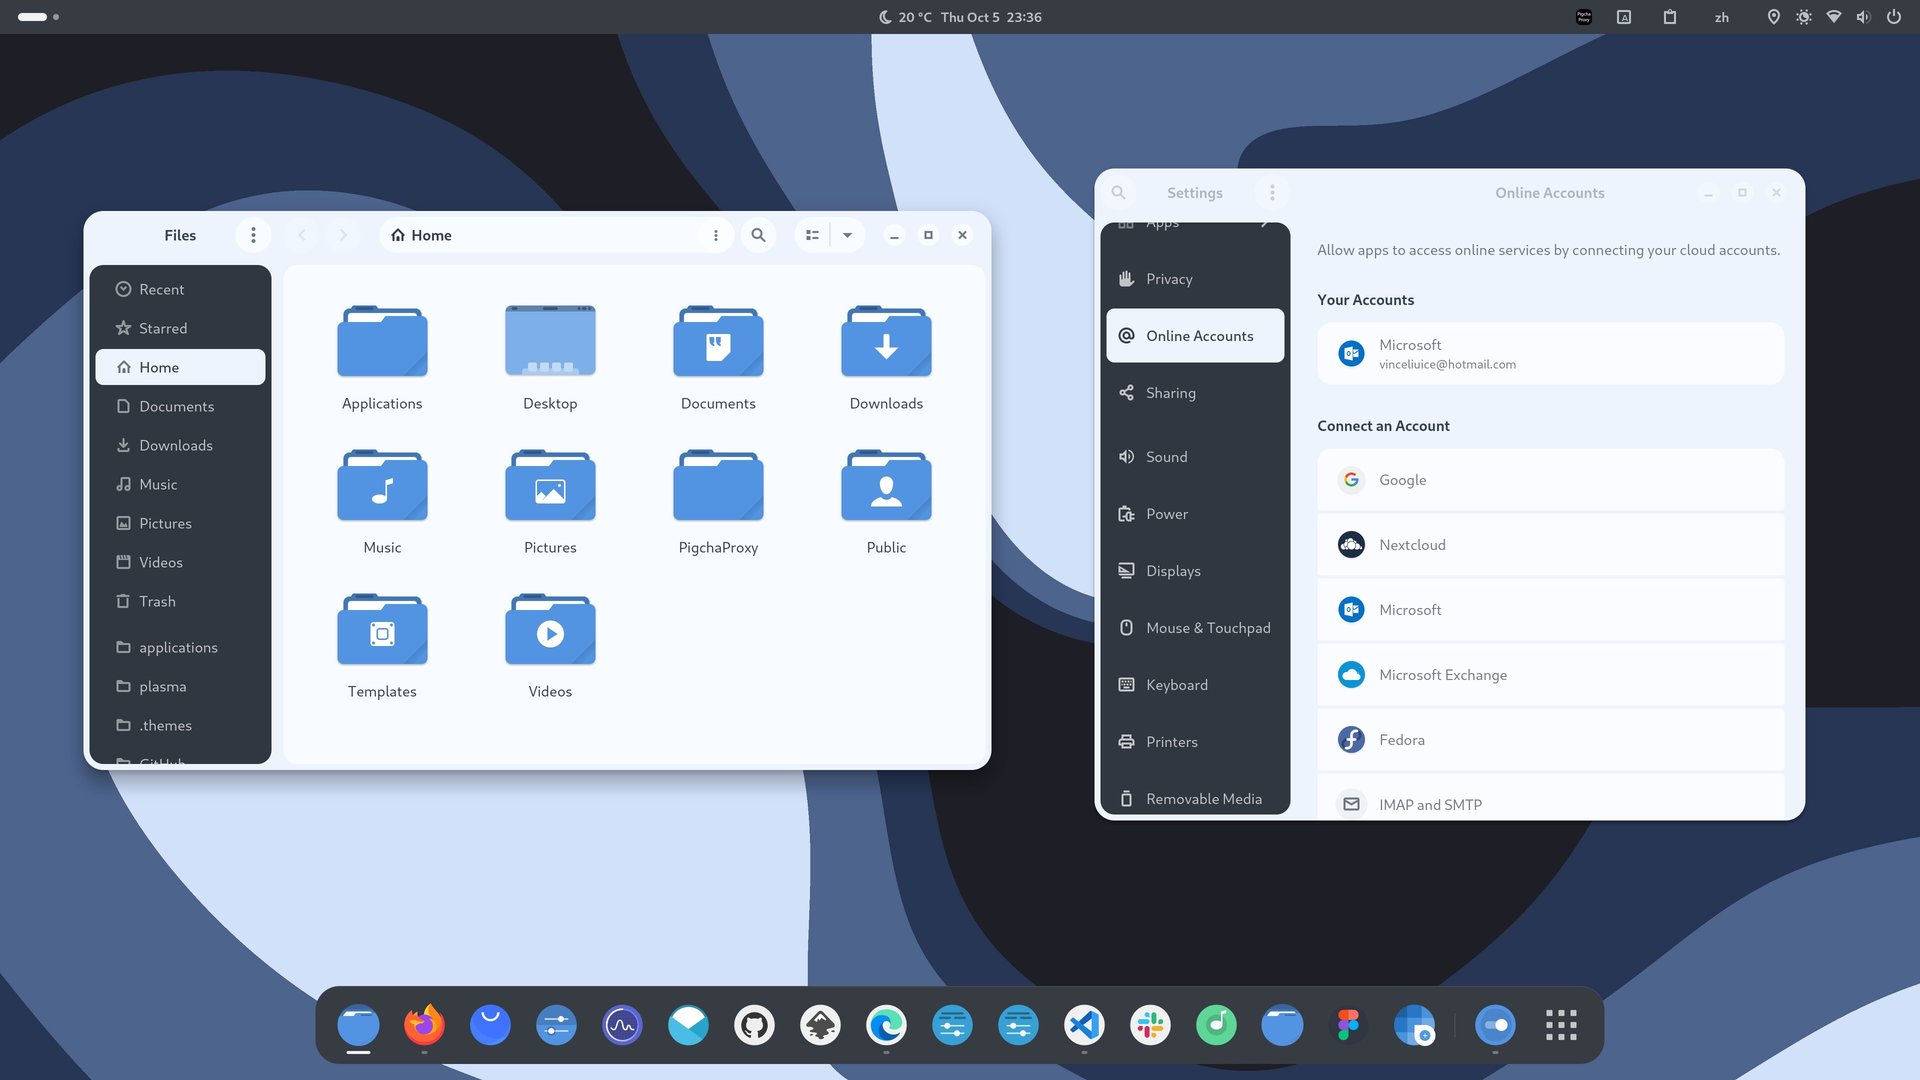 20 °C Thu Oct 5 23:36
Pigcha
Proxy
A
zh
Files
Home
Recent
Starred
Home
Documents
Downloads
Music
Pictures
Videos
Trash
applications
plasma
.themes
GitHub
Applications
Desktop
Documents
Downloads
Music
Pictures
PigchaProxy
Public
Templates
Videos
Settings
Online Accounts
Apps
Privacy
Online Accounts
Sharing
Sound
Power
Displays
Mouse & Touchpad
Keyboard
Printers
Removable Media
Allow apps to access online services by connecting your cloud accounts.
Your Accounts
Microsoft
vinceliuice@hotmail.com
Connect an Account
Google
Nextcloud
Microsoft
Microsoft Exchange
Fedora
IMAP and SMTP